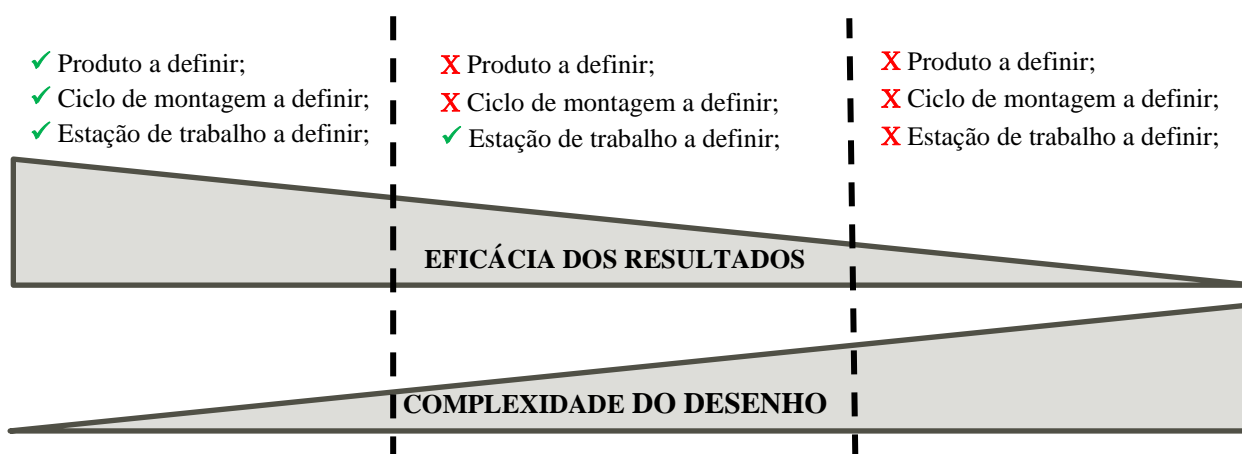 ✓ Produto a definir;
✓ Ciclo de montagem a definir;
✓ Estação de trabalho a definir;
X Produto a definir;
X Ciclo de montagem a definir;
✓ Estação de trabalho a definir;
X Produto a definir;
X Ciclo de montagem a definir;
X Estação de trabalho a definir;
EFICÁCIA DOS RESULTADOS
COMPLEXIDADE DO DESENHO